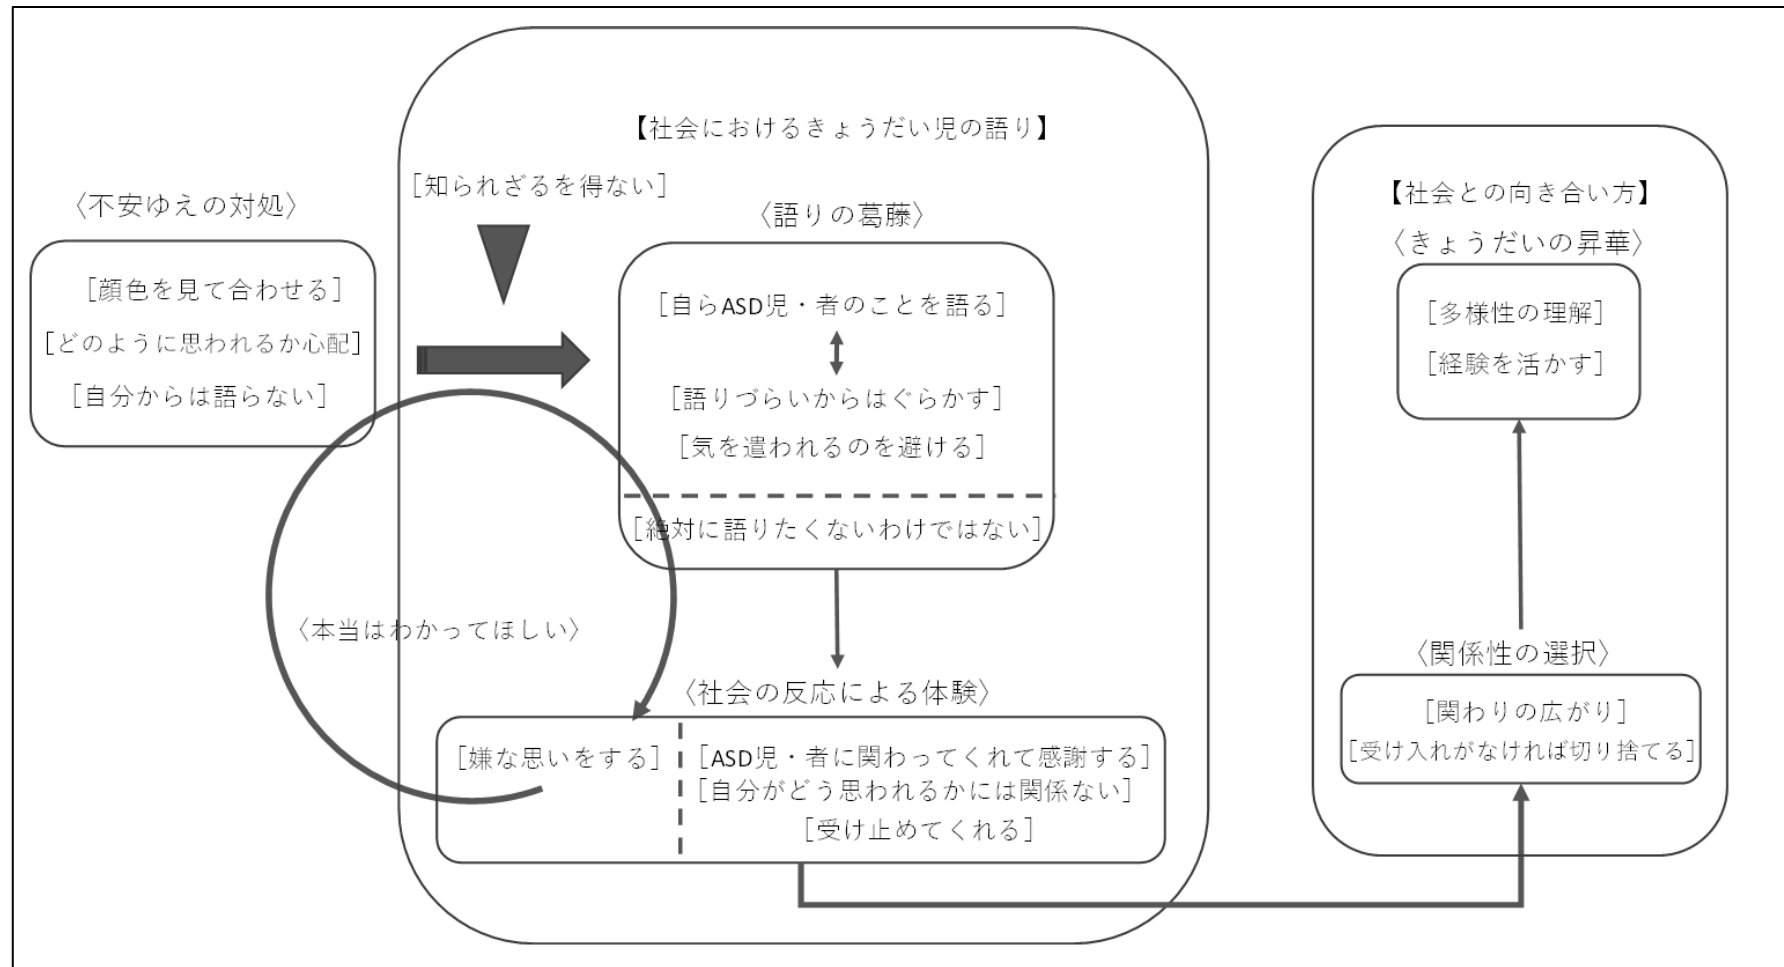 〈不安ゆえの対処〉
［顔色を見て合わせる］
［どのように思われるか心配］
［自分からは語らない］
【社会におけるきょうだい児の語り】
［知られざるを得ない］
〈語りの葛藤〉
［自らASD児・者のことを語る］
［語りづらいからはぐらかす］
［気を遣われるのを避ける］
［絶対に語りたくないわけではない］
〈本当はわかってほしい〉
〈社会の反応による体験〉
［嫌な思いをする］
［ASD児・者に関わってくれて感謝する］
［自分がどう思われるかには関係ない］
［受け止めてくれる］
【社会との向き合い方】
〈きょうだいの昇華〉
［多様性の理解］
［経験を活かす］
〈関係性の選択〉
［関わりの広がり］
［受け入れがなければ切り捨てる］